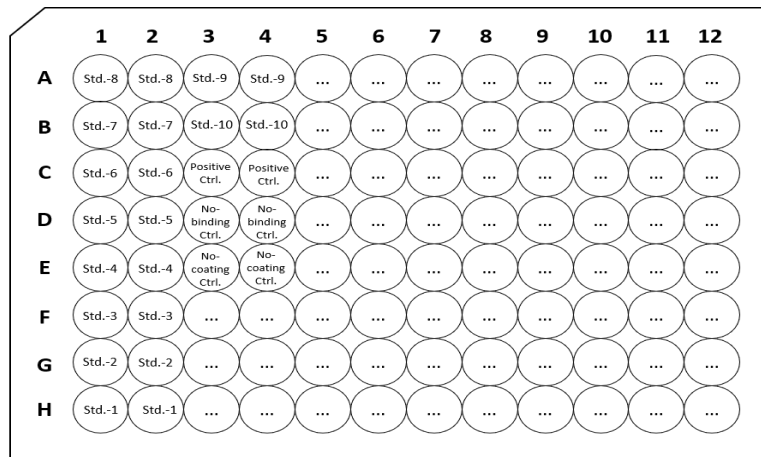 1 2 3 4 5 6 7 8 9 10 11 12
A Std.-8 Std.-8 Std.-9 Std.-9 ... ... ... ... ... ... ... ...
B Std.-7 Std.-7 Std.-10 Std.-10 ... ... ... ... ... ... ... ...
C Std.-6 Std.-6 Positive Ctrl. Positive Ctrl. ... ... ... ... ... ... ... ...
D Std.-5 Std.-5 No-binding Ctrl. No-binding Ctrl. ... ... ... ... ... ... ... ...
E Std.-4 Std.-4 No-coating Ctrl. No-coating Ctrl. ... ... ... ... ... ... ... ...
F Std.-3 Std.-3 ... ... ... ... ... ... ... ... ... ...
G Std.-2 Std.-2 ... ... ... ... ... ... ... ... ... ...
H Std.-1 Std.-1 ... ... ... ... ... ... ... ... ... ...